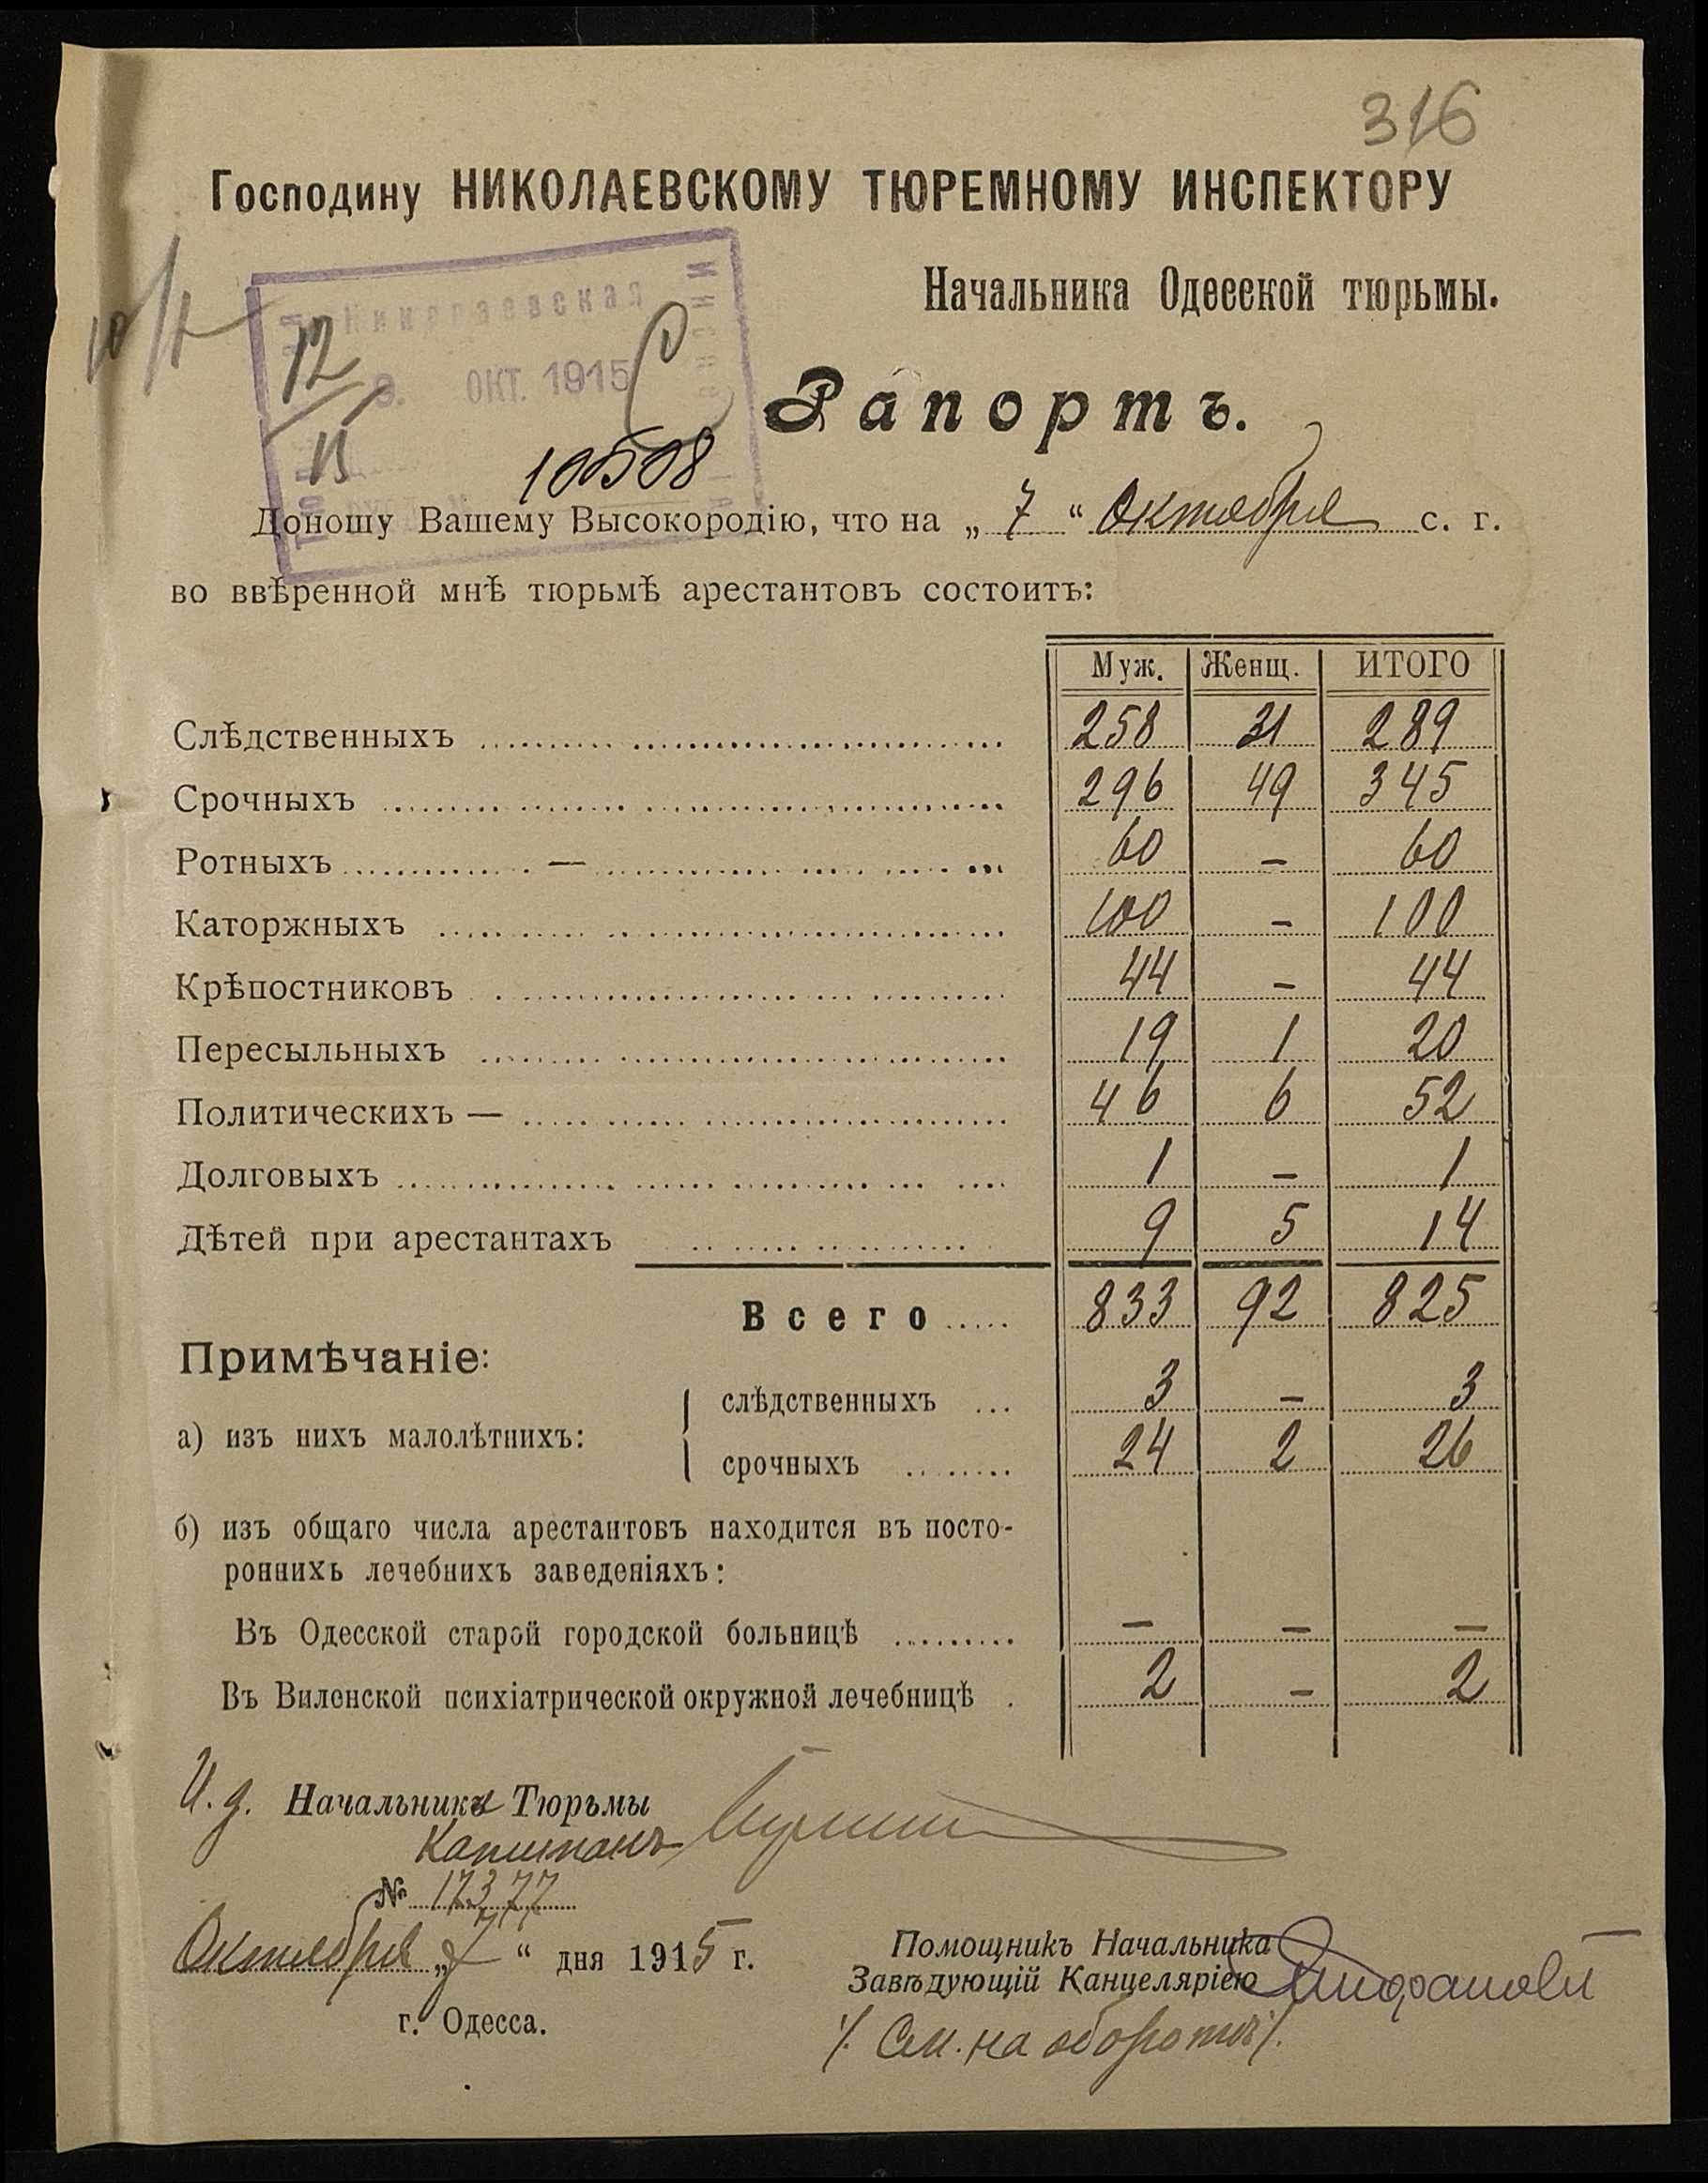 316
Господину НИКОЛАЕВСКОМУ ТЮРЕМНОМУ ИНСПЕКТОРУ
Начальника Одесской тюрьмы.
Николаевская
12
9. ОКТ. 1915
Рапортъ.
10508
Доношу Вашему Высокородію, что на „ 7 “ Октября с. г.
во ввѣренной мнѣ тюрьмѣ арестантовъ состоитъ:
Муж. Женщ. ИТОГО
Слѣдственныхъ 258 31 289
Срочныхъ 296 49 345
Ротныхъ — 60 – 60
Каторжныхъ 100 – 100
Крѣпостниковъ 44 – 44
Пересыльныхъ 19 1 20
Политическихъ — 46 6 52
Долговыхъ 1 – 1
Дѣтей при арестантахъ 9 5 14
Всего 833 92 825
Примѣчаніе:
а) изъ нихъ малолѣтнихъ: слѣдственныхъ 3 – 3
срочныхъ 24 2 26
б) изъ общаго числа арестантовъ находится въ посто-
роннихъ лечебнихъ заведеніяхъ:
Въ Одесской старой городской больницѣ – – –
Въ Виленской психіатрической окружной лечебницѣ 2 – 2
И. д. Начальника Тюрьмы
Капитанъ
№ 17377
Октября „7“ дня 1915 г.
г. Одесса.
Помощникъ Начальника
Завѣдующій Канцеляріею
/. См. на оборотѣ /.